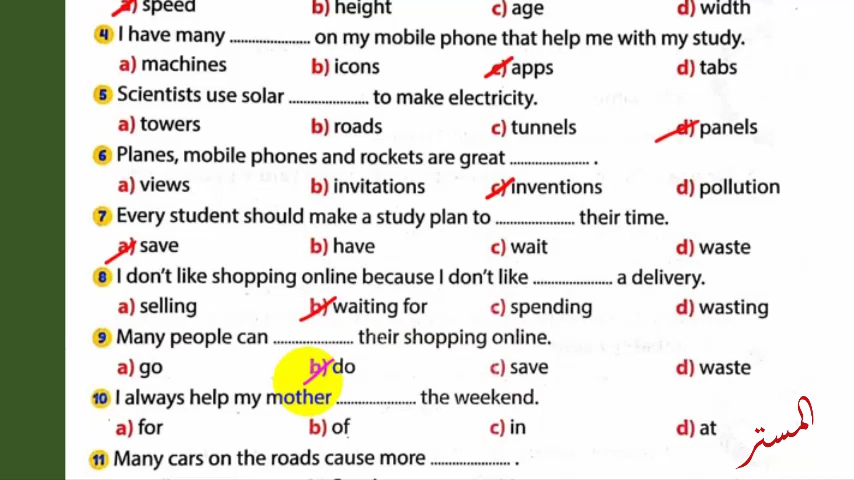 a) speed b) height c) age d) width
4 I have many .................... on my mobile phone that help me with my study.
a) machines b) icons c) apps d) tabs
5 Scientists use solar .................... to make electricity.
a) towers b) roads c) tunnels d) panels
6 Planes, mobile phones and rockets are great .................... .
a) views b) invitations c) inventions d) pollution
7 Every student should make a study plan to .................... their time.
a) save b) have c) wait d) waste
8 I don't like shopping online because I don't like .................... a delivery.
a) selling b) waiting for c) spending d) wasting
9 Many people can .................... their shopping online.
a) go b) do c) save d) waste
10 I always help my mother .................... the weekend.
a) for b) of c) in d) at
11 Many cars on the roads cause more .................... .
المستر